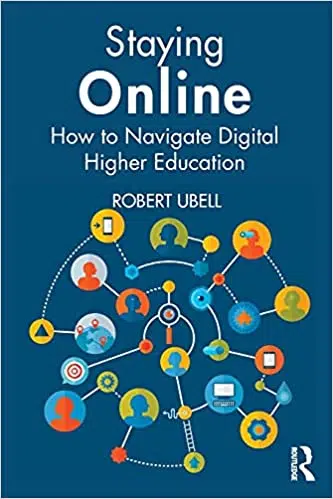 Staying
Online
How to Navigate Digital
Higher Education
ROBERT UBELL
ROUTLEDGE